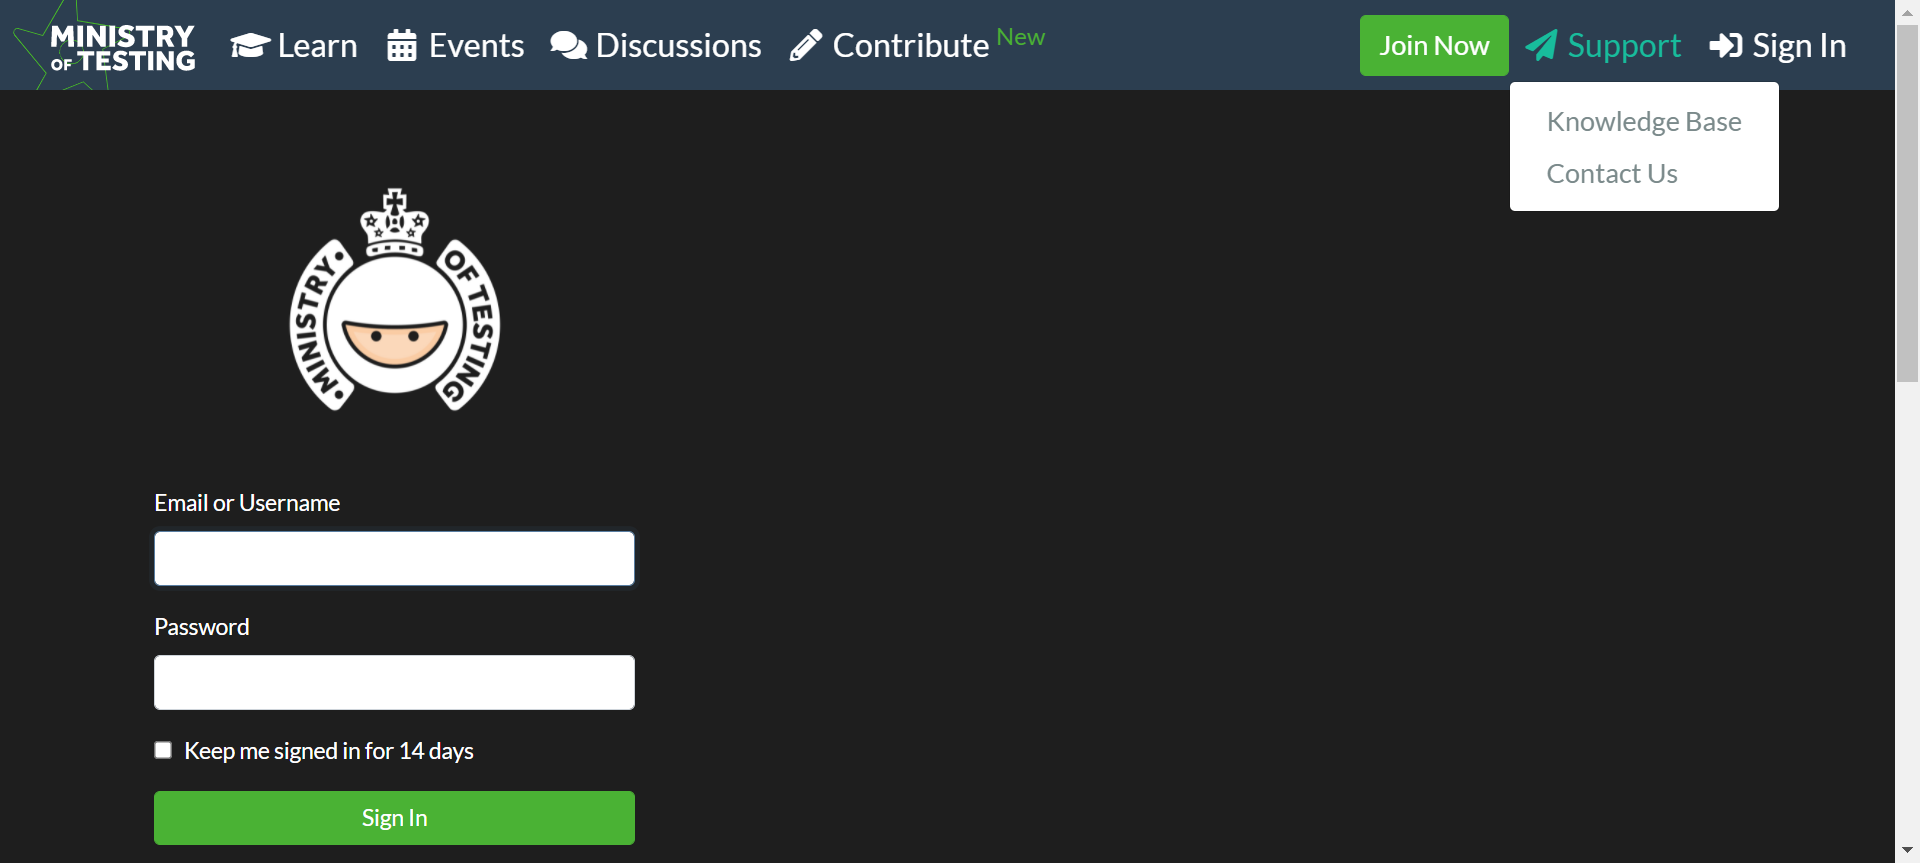 MINISTRY
OF TESTING
Learn
Events
Discussions
Contribute New
Join Now
Support
Sign In
Knowledge Base
Contact Us
MINISTRY
OF TESTING
Email or Username
Password
Keep me signed in for 14 days
Sign In